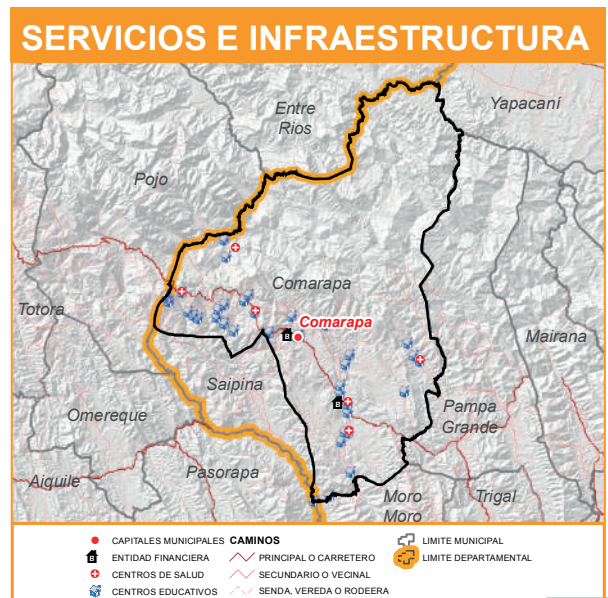 SERVICIOS E INFRAESTRUCTURA
Entre
Rios
Yapacaní
Pojo
Comarapa
Totora
Comarapa
Mairana
Saipina
Omereque
Pampa
Grande
Aiquile
Pasorapa
Moro
Moro
Trigal
CAPITALES MUNICIPALES
B ENTIDAD FINANCIERA
CENTROS DE SALUD
CENTROS EDUCATIVOS
CAMINOS
PRINCIPAL O CARRETERO
SECUNDARIO O VECINAL
SENDA, VEREDA O RODEERA
LIMITE MUNICIPAL
LIMITE DEPARTAMENTAL